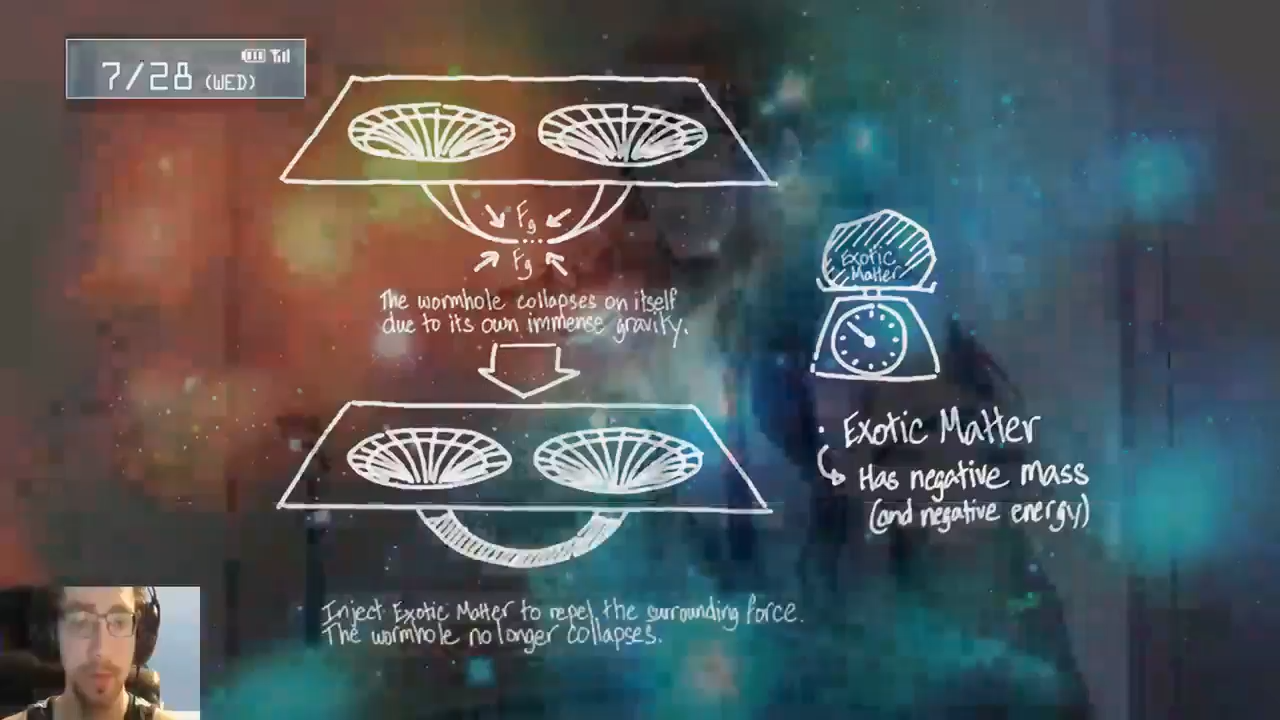 7/28 (WED)
Fg
Fg
The wormhole collapses on itself
due to its own immense gravity.
Exotic
Matter
Exotic Matter
Has negative mass
(and negative energy)
Inject Exotic Matter to repel the surrounding force.
The wormhole no longer collapses.